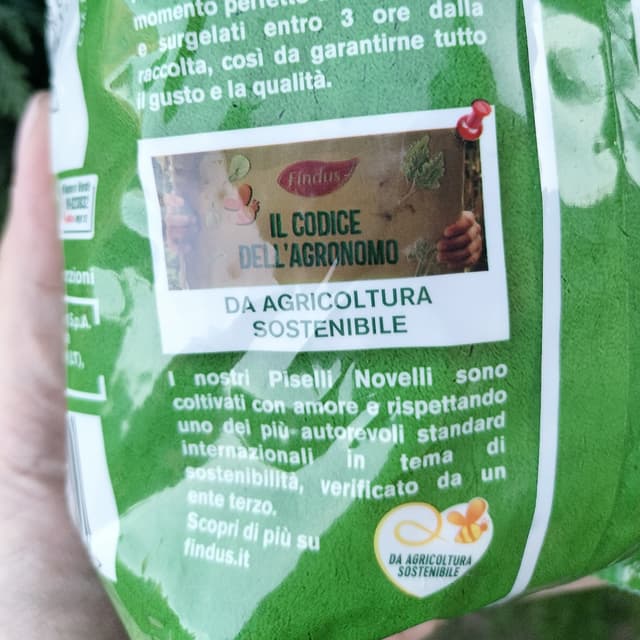 momento perfetto
e surgelati entro 3 ore dalla
raccolta, così da garantirne tutto
il gusto e la qualità.
Findus
IL CODICE
DELL'AGRONOMO
DA AGRICOLTURA
SOSTENIBILE
I nostri Piselli Novelli sono
coltivati con amore e rispettando
uno dei più autorevoli standard
internazionali in tema di
sostenibilità, verificato da un
ente terzo.
Scopri di più su
findus.it
DA AGRICOLTURA
SOSTENIBILE